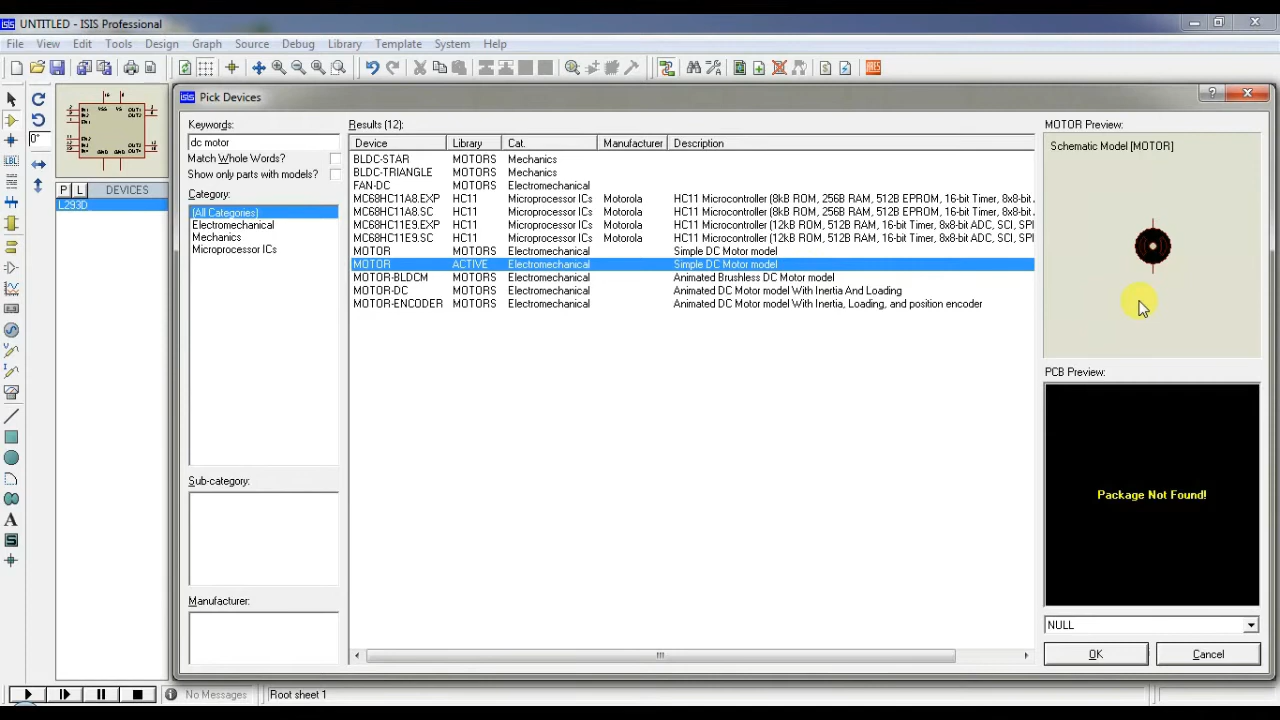 UNTITLED - ISIS Professional
File View Edit Tools Design Graph Source Debug Library Template System Help
Pick Devices
Keywords:
dc motor
Match Whole Words?
Show only parts with models?
Category:
(All Categories)
Electromechanical
Mechanics
Microprocessor ICs
Sub-category:
Manufacturer:
Results (12):
Device Library Cat. Manufacturer Description
BLDC-STAR MOTORS Mechanics
BLDC-TRIANGLE MOTORS Mechanics
FAN-DC MOTORS Electromechanical
MC68HC11A8.EXP HC11 Microprocessor ICs Motorola HC11 Microcontroller (8kB ROM, 256B RAM, 512B EPROM, 16-bit Timer, 8x8-bit
MC68HC11A8.SC HC11 Microprocessor ICs Motorola HC11 Microcontroller (8kB ROM, 256B RAM, 512B EPROM, 16-bit Timer, 8x8-bit
MC68HC11E9.EXP HC11 Microprocessor ICs Motorola HC11 Microcontroller (12kB ROM, 512B RAM, 16-bit Timer, 8x8-bit ADC, SCI, SPI
MC68HC11E9.SC HC11 Microprocessor ICs Motorola HC11 Microcontroller (12kB ROM, 512B RAM, 16-bit Timer, 8x8-bit ADC, SCI, SPI
MOTOR MOTORS Electromechanical Simple DC Motor model
MOTOR ACTIVE Electromechanical Simple DC Motor model
MOTOR-BLDCM MOTORS Electromechanical Animated Brushless DC Motor model
MOTOR-DC MOTORS Electromechanical Animated DC Motor model With Inertia And Loading
MOTOR-ENCODER MOTORS Electromechanical Animated DC Motor model With Inertia, Loading, and position encoder
MOTOR Preview:
Schematic Model [MOTOR]
PCB Preview:
Package Not Found!
NULL
OK Cancel
0°
LBL
P L DEVICES
L293D
A
No Messages Root sheet 1